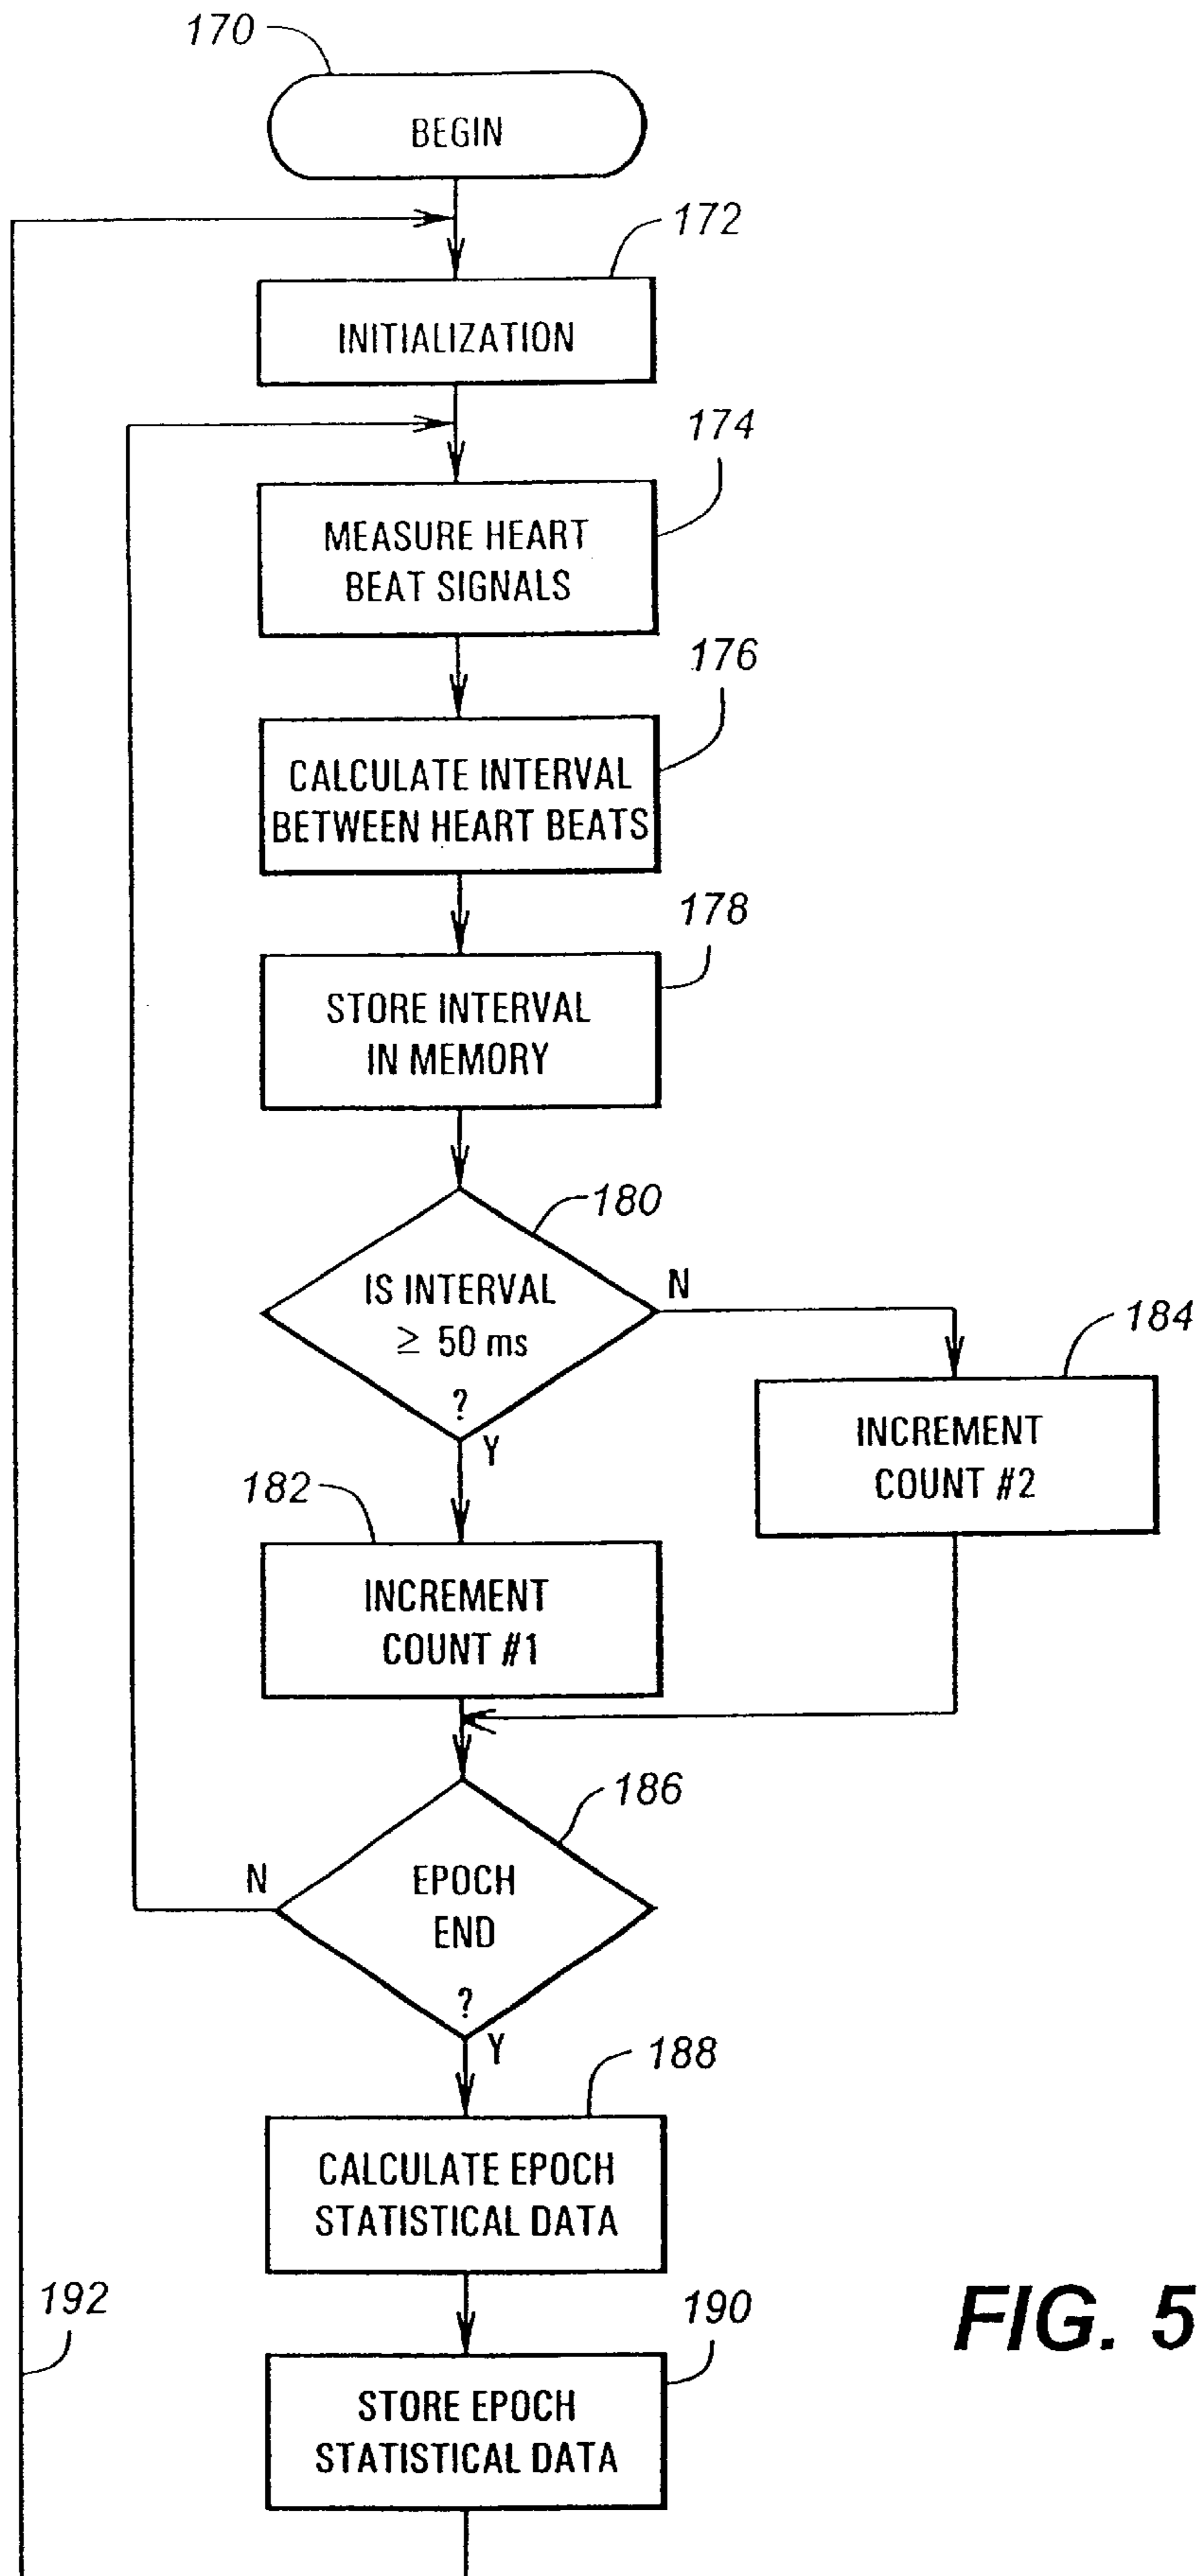 170
BEGIN
172
INITIALIZATION
174
MEASURE HEART
BEAT SIGNALS
176
CALCULATE INTERVAL
BETWEEN HEART BEATS
178
STORE INTERVAL
IN MEMORY
180
IS INTERVAL
≥ 50 ms
?
N
Y
184
INCREMENT
COUNT #2
182
INCREMENT
COUNT #1
186
EPOCH
END
?
N
Y
188
CALCULATE EPOCH
STATISTICAL DATA
192
190
STORE EPOCH
STATISTICAL DATA
FIG. 5